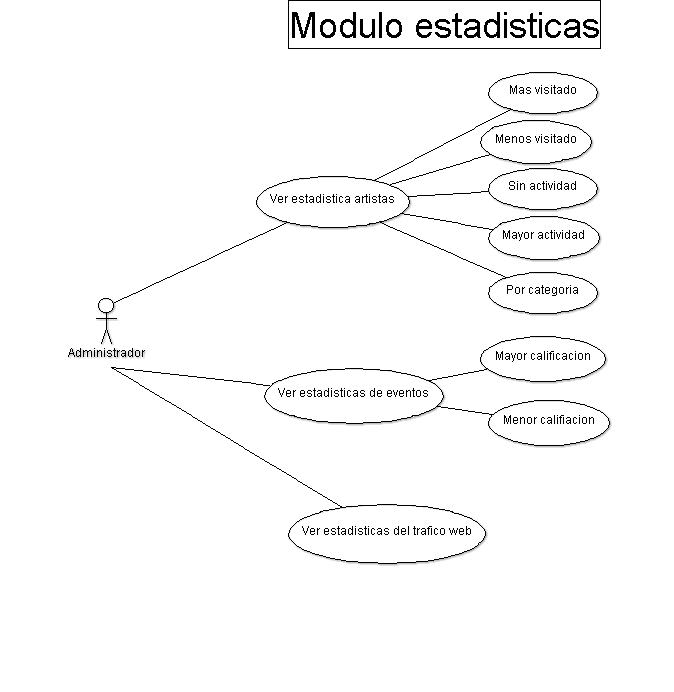 Modulo estadisticas
Mas visitado
Menos visitado
Sin actividad
Ver estadistica artistas
Mayor actividad
Por categoria
Administrador
Mayor calificacion
Ver estadisticas de eventos
Menor califiacion
Ver estadisticas del trafico web